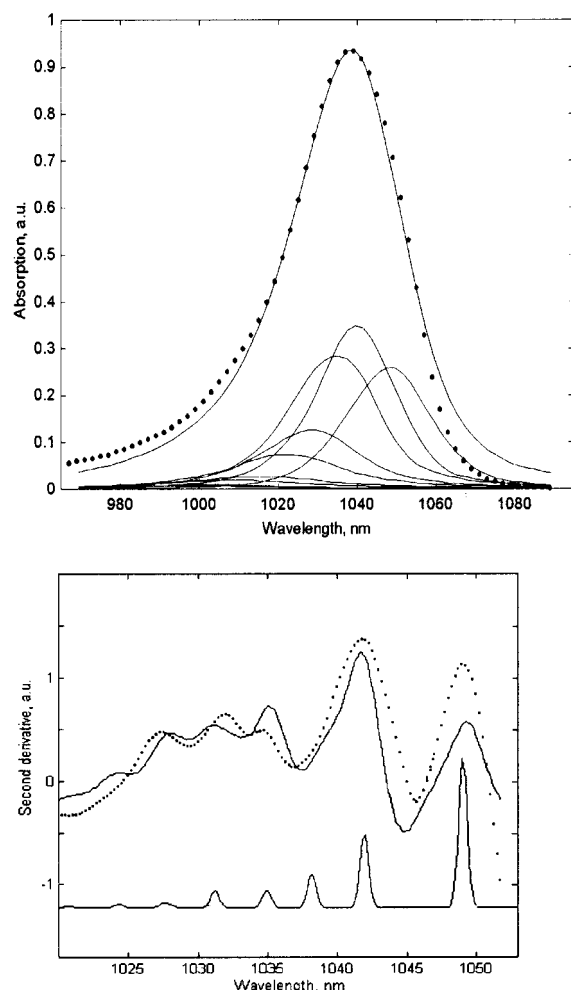 1
0.9
0.8
0.7
0.6
0.5
0.4
0.3
0.2
0.1
0
Absorption, a.u.
980 1000 1020 1040 1060 1080
Wavelength, nm
1
0
-1
Second derivative, a.u.
1025 1030 1035 1040 1045 1050
Wavelength, nm